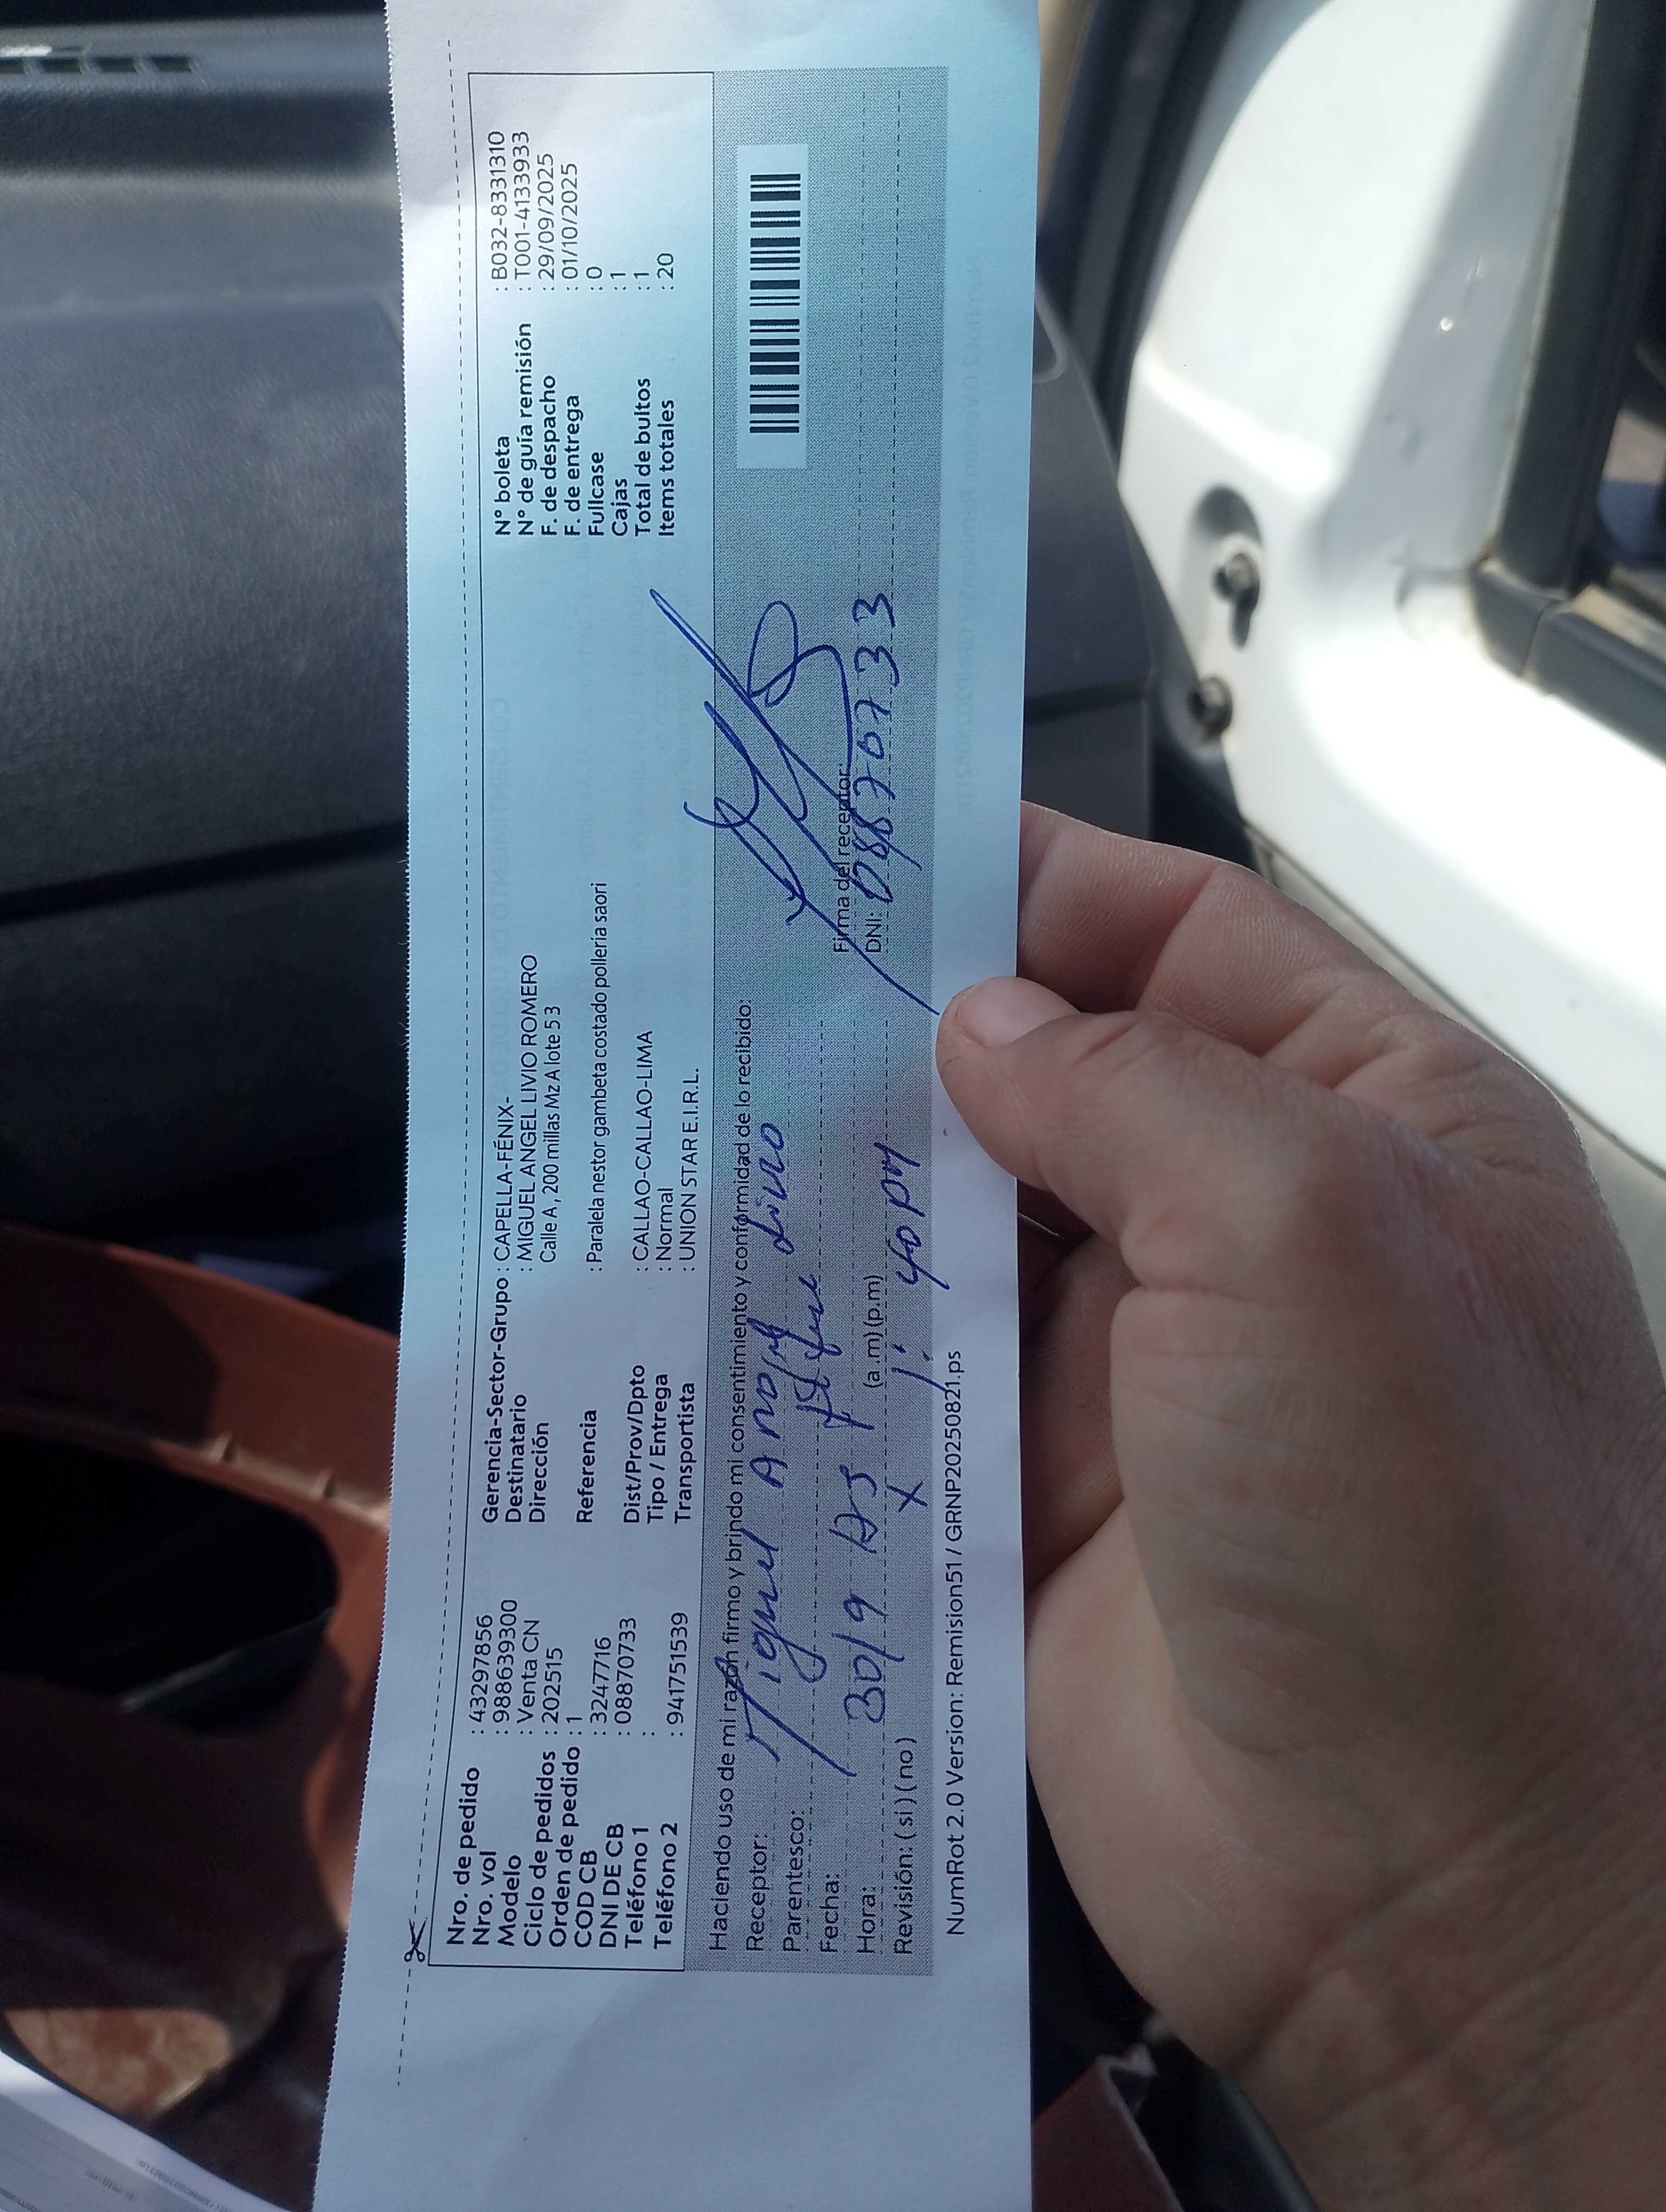 Nro. de pedido : 43297856
Nro. vol : 988639300
Modelo : Venta CN
Ciclo de pedidos : 202515
Orden de pedido : 1
COD CB : 3247716
DNI DE CB : 08870733
Teléfono 1 :
Teléfono 2 : 941751539
Gerencia-Sector-Grupo : CAPELLA-FÉNIX-
Destinatario : MIGUEL ANGEL LIVIO ROMERO
Dirección Calle A , 200 millas Mz A lote 5 3
Referencia : Paralela nestor gambeta costado polleria saori
Dist/Prov/Dpto : CALLAO-CALLAO-LIMA
Tipo / Entrega : Normal
Transportista : UNION STAR E.I.R.L.
N° boleta : B032-8331310
N° de guía remisión : T001-4133933
F. de despacho : 29/09/2025
F. de entrega : 01/10/2025
Fullcase : 0
Cajas : 1
Total de bultos : 1
Items totales : 20
Haciendo uso de mi razón firmo y brindo mi consentimiento y conformidad de lo recibido:
Receptor: Miguel Angel Livio
Parentesco:
Fecha: 30/9
Hora: (a.m) (p.m) 1: 40 pm
Revisión: ( si ) ( no ) X
Firma del receptor:
DNI: 08870733
NumRot 2.0 Version: Remision51 / GRNP20250821.ps